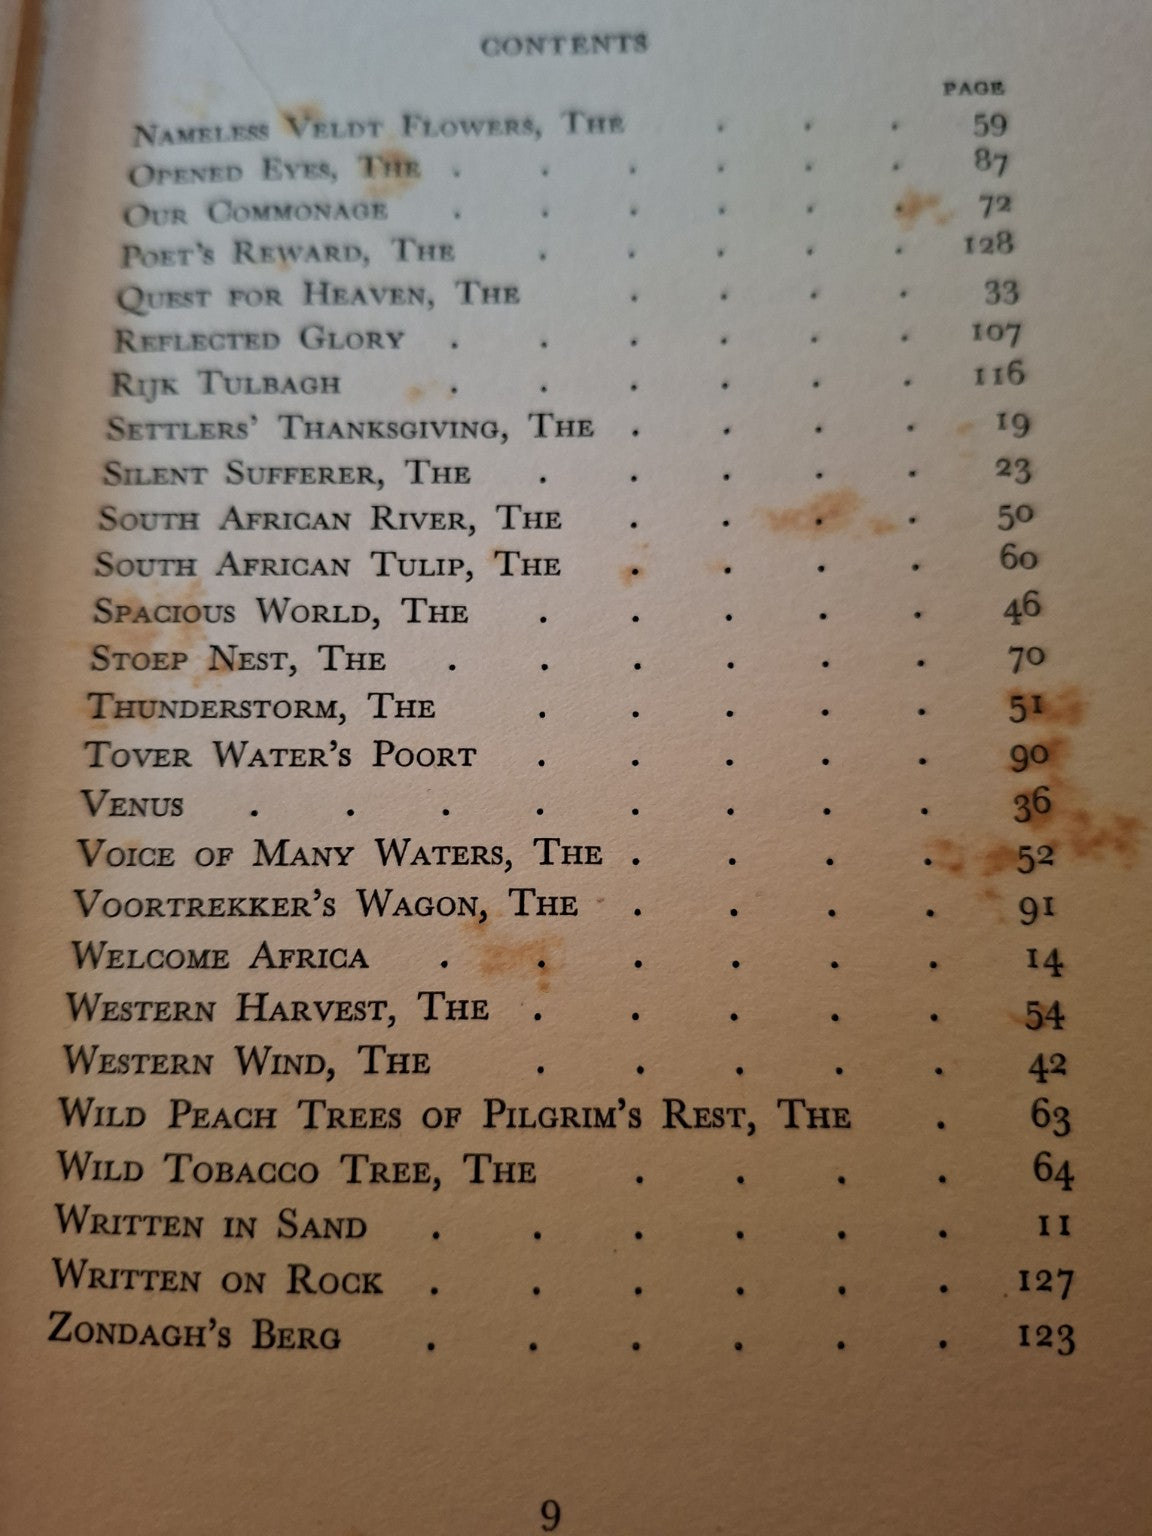 CONTENTS
PAGE
NAMELESS VELDT FLOWERS, THE . . . 59
OPENED EYES, THE . . . . . . 87
OUR COMMONAGE . . . . . . 72
POET'S REWARD, THE . . . . . 128
QUEST FOR HEAVEN, THE . . . . 33
REFLECTED GLORY . . . . . . 107
RIJK TULBAGH . . . . . . 116
SETTLERS' THANKSGIVING, THE . . . . 19
SILENT SUFFERER, THE . . . . . 23
SOUTH AFRICAN RIVER, THE . . . . 50
SOUTH AFRICAN TULIP, THE . . . . 60
SPACIOUS WORLD, THE . . . . . 46
STOEP NEST, THE . . . . . . 70
THUNDERSTORM, THE . . . . . 51
TOVER WATER'S POORT . . . . . 90
VENUS . . . . . . . . 36
VOICE OF MANY WATERS, THE . . . . 52
VOORTREKKER'S WAGON, THE . . . . 91
WELCOME AFRICA . . . . . . 14
WESTERN HARVEST, THE . . . . . 54
WESTERN WIND, THE . . . . . 42
WILD PEACH TREES OF PILGRIM'S REST, THE . 63
WILD TOBACCO TREE, THE . . . . 64
WRITTEN IN SAND . . . . . . 11
WRITTEN ON ROCK . . . . . . 127
ZONDAGH'S BERG . . . . . . 123
9